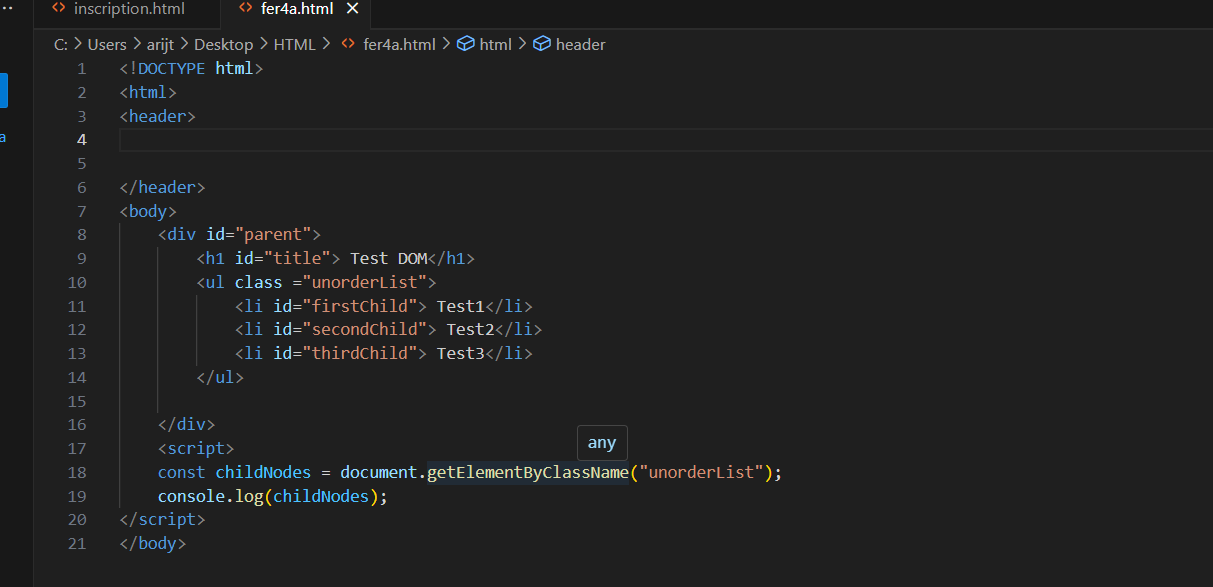 inscription.html fer4a.html
C: > Users > arijt > Desktop > HTML > fer4a.html > html > header
1 <!DOCTYPE html>
2 <html>
3 <header>
4
5
6 </header>
7 <body>
8 <div id="parent">
9 <h1 id="title"> Test DOM</h1>
10 <ul class ="unorderList">
11 <li id="firstChild"> Test1</li>
12 <li id="secondChild"> Test2</li>
13 <li id="thirdChild"> Test3</li>
14 </ul>
15
16 </div>
17 <script>
any
18 const childNodes = document.getElementByClassName("unorderList");
19 console.log(childNodes);
20 </script>
21 </body>
a